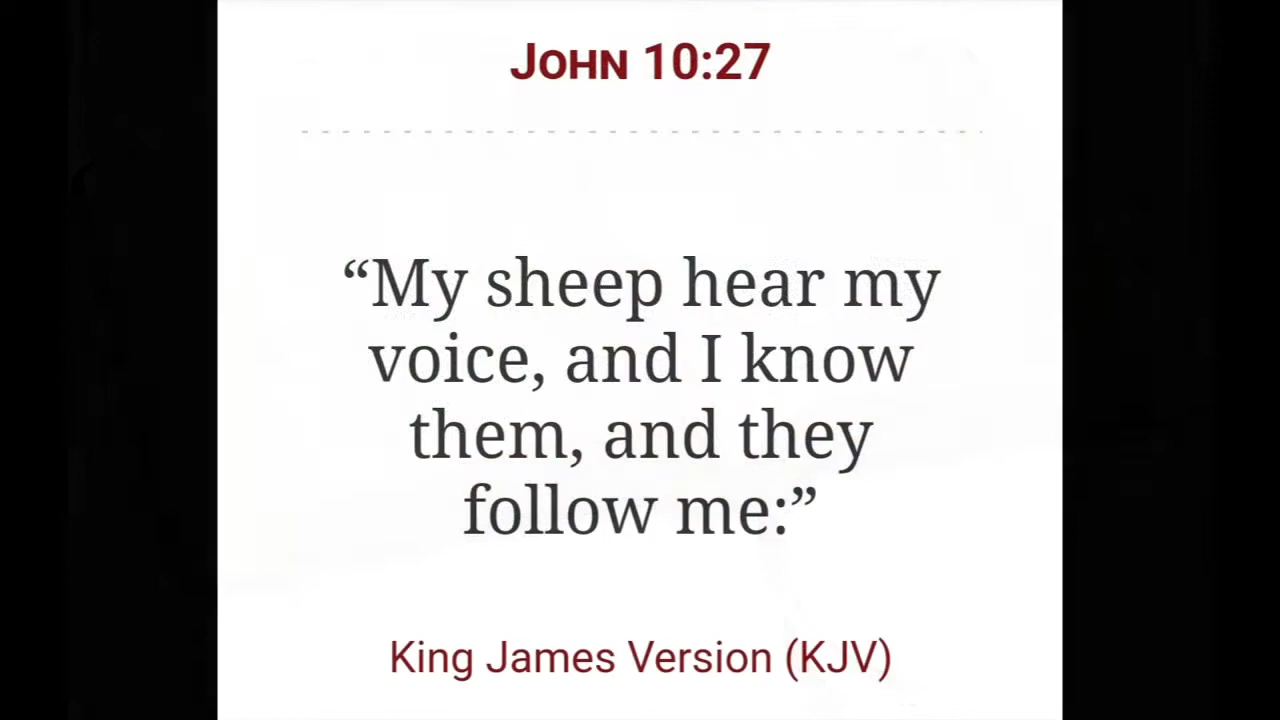 John 10:27
“My sheep hear my
voice, and I know
them, and they
follow me:”
King James Version (KJV)